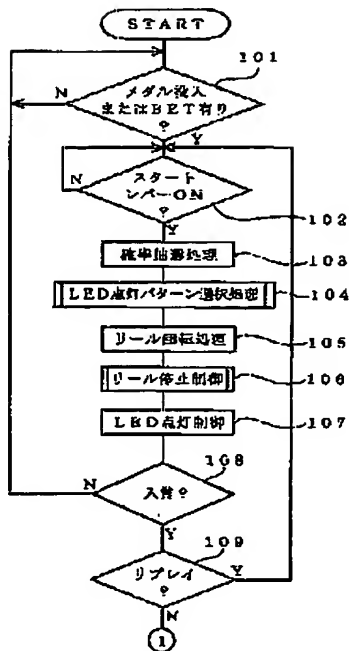 START
101
メダル投入
またはBET有り
?
N
Y
スタート
レバーON
?
N
Y
102
確率抽選処理
103
LED点灯パターン選択処理
104
リール回転処理
105
リール停止制御
106
LED点灯制御
107
108
入賞?
N
Y
109
リプレイ
?
Y
N
1